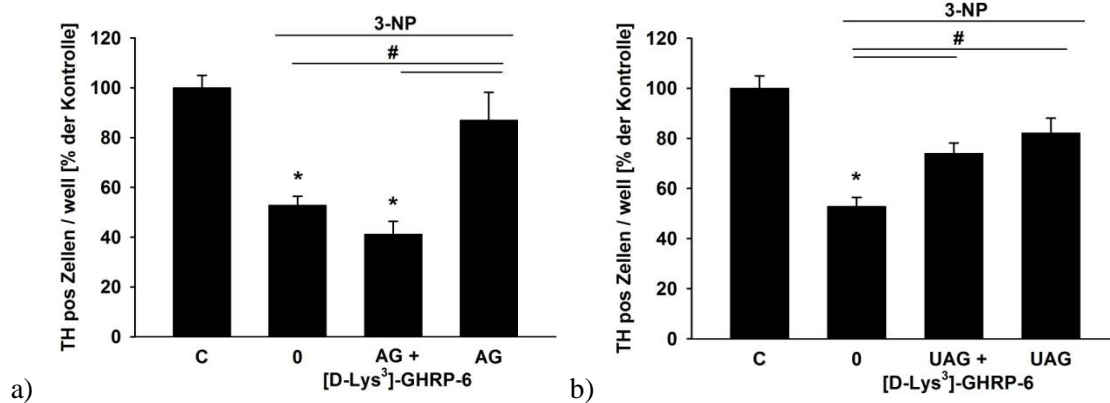 a)
TH pos Zellen / well [% der Kontrolle]
120
100
80
60
40
20
0
3-NP
#
*
*
C
0
AG +
[D-Lys³]-GHRP-6
AG
b)
TH pos Zellen / well [% der Kontrolle]
120
100
80
60
40
20
0
3-NP
#
*
C
0
UAG +
[D-Lys³]-GHRP-6
UAG